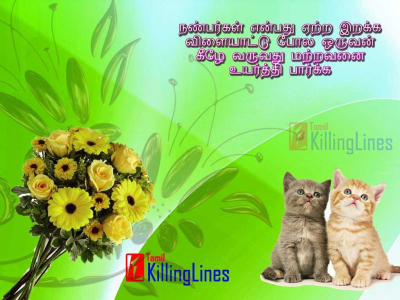 நண்பர்கள் என்பது ஏற்ற இறக்க
விளையாட்டு போல ஒருவன்
கீழே வருவது மற்றவனை
உயர்த்தி பார்க்க
Tamil
KillingLines
Tamil
KillingLines